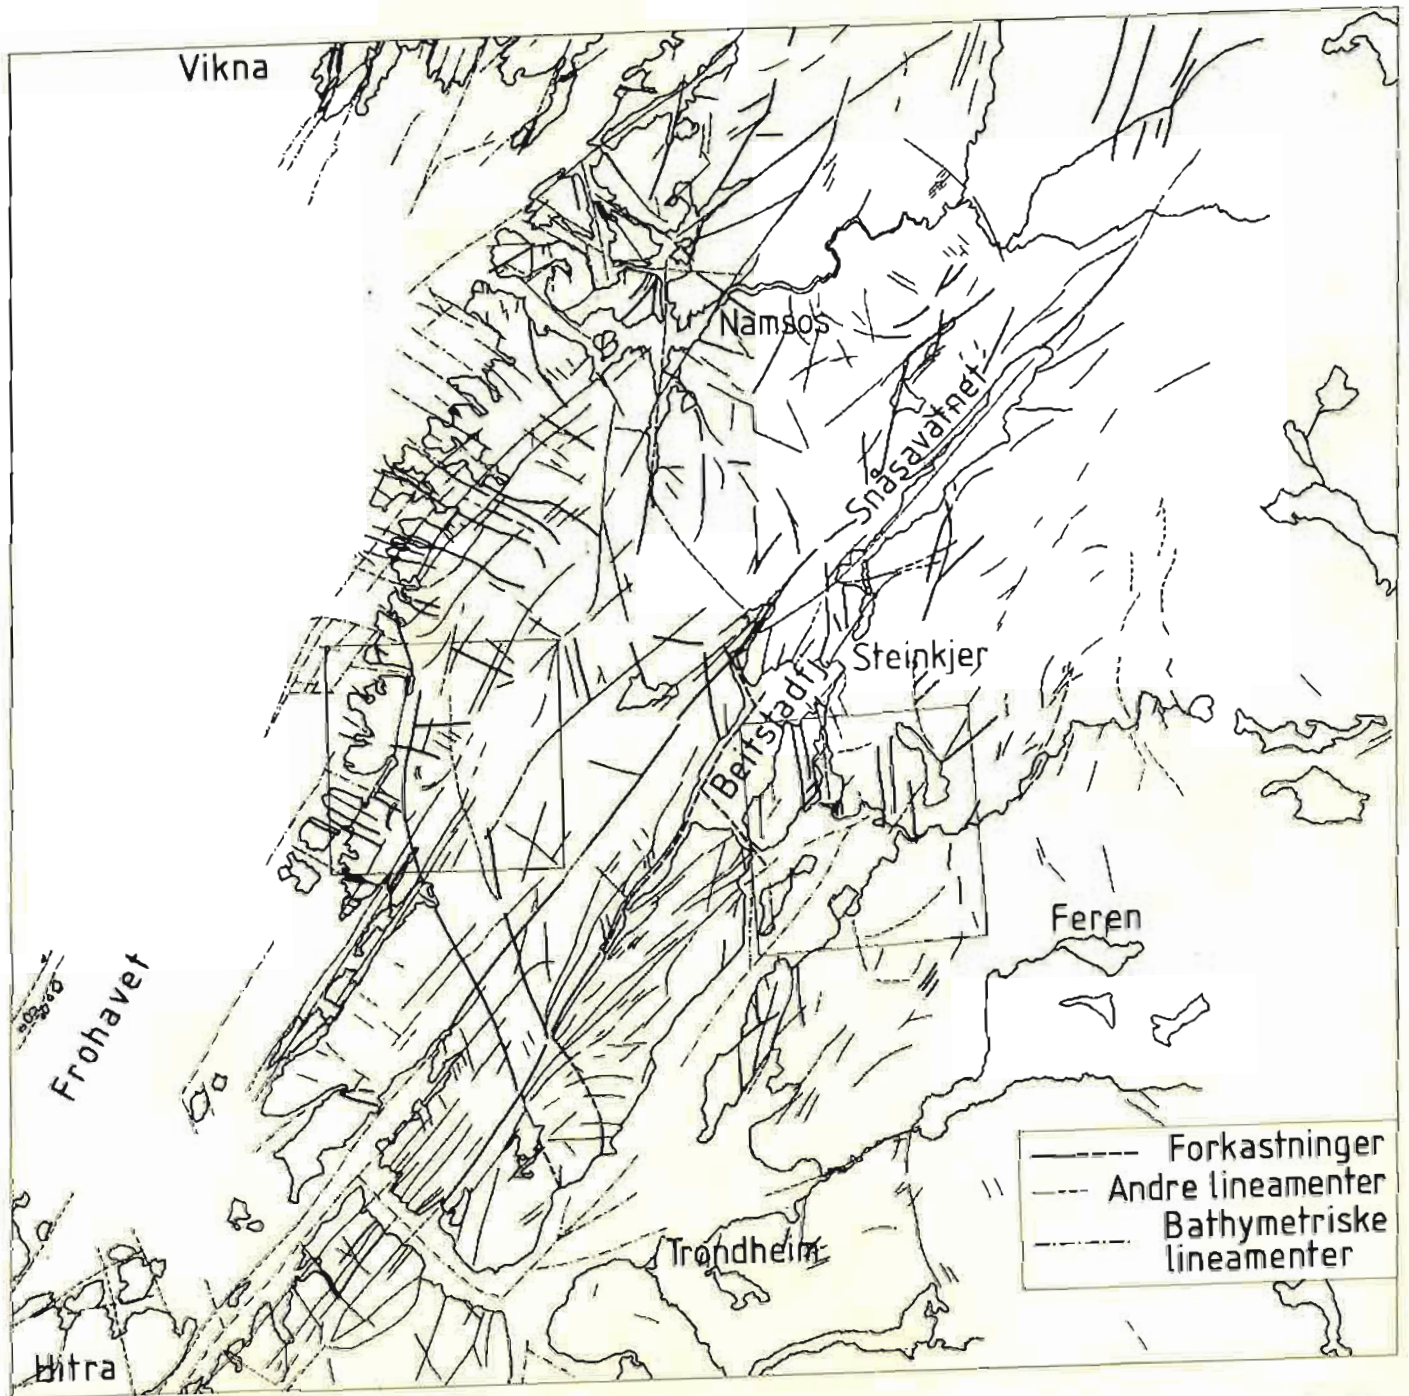 Vikna
Namsos
Snåsavatnet
Steinkjer
Beitstadfj.
Feren
Frohavet
Forkastninger
Andre lineamenter
Bathymetriske
lineamenter
Trondheim
Hitra